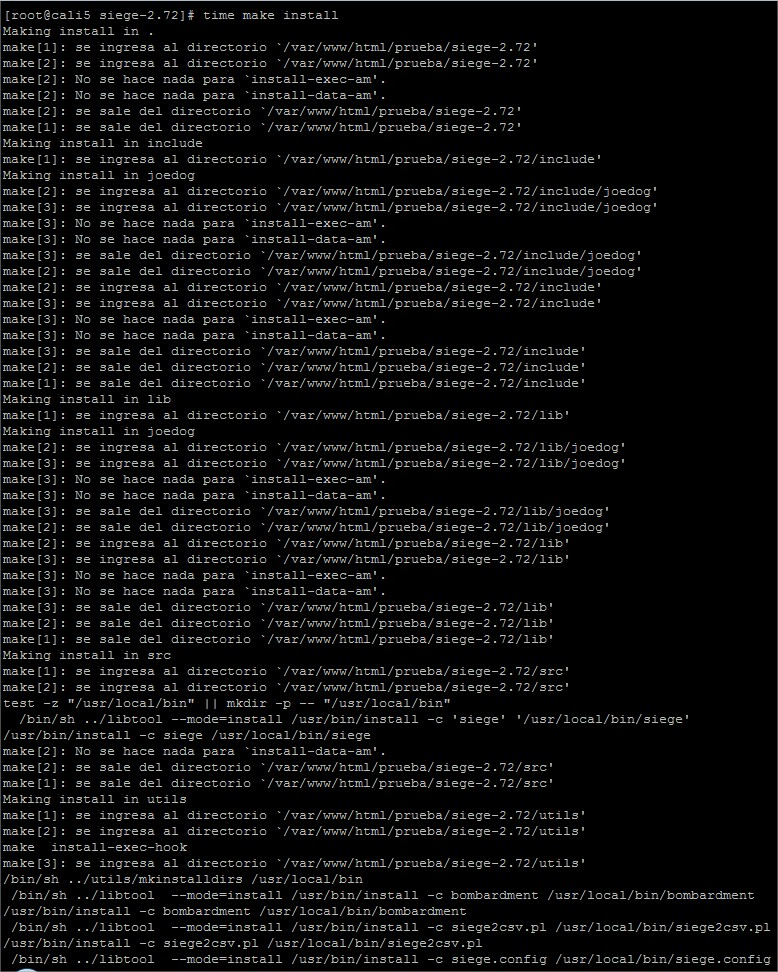 [root@cali5 siege-2.72]# time make install
Making install in .
make[1]: se ingresa al directorio `/var/www/html/prueba/siege-2.72'
make[2]: se ingresa al directorio `/var/www/html/prueba/siege-2.72'
make[2]: No se hace nada para `install-exec-am'.
make[2]: No se hace nada para `install-data-am'.
make[2]: se sale del directorio `/var/www/html/prueba/siege-2.72'
make[1]: se sale del directorio `/var/www/html/prueba/siege-2.72'
Making install in include
make[1]: se ingresa al directorio `/var/www/html/prueba/siege-2.72/include'
Making install in joedog
make[2]: se ingresa al directorio `/var/www/html/prueba/siege-2.72/include/joedog'
make[3]: se ingresa al directorio `/var/www/html/prueba/siege-2.72/include/joedog'
make[3]: No se hace nada para `install-exec-am'.
make[3]: No se hace nada para `install-data-am'.
make[3]: se sale del directorio `/var/www/html/prueba/siege-2.72/include/joedog'
make[2]: se sale del directorio `/var/www/html/prueba/siege-2.72/include/joedog'
make[2]: se ingresa al directorio `/var/www/html/prueba/siege-2.72/include'
make[3]: se ingresa al directorio `/var/www/html/prueba/siege-2.72/include'
make[3]: No se hace nada para `install-exec-am'.
make[3]: No se hace nada para `install-data-am'.
make[3]: se sale del directorio `/var/www/html/prueba/siege-2.72/include'
make[2]: se sale del directorio `/var/www/html/prueba/siege-2.72/include'
make[1]: se sale del directorio `/var/www/html/prueba/siege-2.72/include'
Making install in lib
make[1]: se ingresa al directorio `/var/www/html/prueba/siege-2.72/lib'
Making install in joedog
make[2]: se ingresa al directorio `/var/www/html/prueba/siege-2.72/lib/joedog'
make[3]: se ingresa al directorio `/var/www/html/prueba/siege-2.72/lib/joedog'
make[3]: No se hace nada para `install-exec-am'.
make[3]: No se hace nada para `install-data-am'.
make[3]: se sale del directorio `/var/www/html/prueba/siege-2.72/lib/joedog'
make[2]: se sale del directorio `/var/www/html/prueba/siege-2.72/lib/joedog'
make[2]: se ingresa al directorio `/var/www/html/prueba/siege-2.72/lib'
make[3]: se ingresa al directorio `/var/www/html/prueba/siege-2.72/lib'
make[3]: No se hace nada para `install-exec-am'.
make[3]: No se hace nada para `install-data-am'.
make[3]: se sale del directorio `/var/www/html/prueba/siege-2.72/lib'
make[2]: se sale del directorio `/var/www/html/prueba/siege-2.72/lib'
make[1]: se sale del directorio `/var/www/html/prueba/siege-2.72/lib'
Making install in src
make[1]: se ingresa al directorio `/var/www/html/prueba/siege-2.72/src'
make[2]: se ingresa al directorio `/var/www/html/prueba/siege-2.72/src'
test -z "/usr/local/bin" || mkdir -p -- "/usr/local/bin"
  /bin/sh ../libtool --mode=install /usr/bin/install -c 'siege' '/usr/local/bin/siege'
/usr/bin/install -c siege /usr/local/bin/siege
make[2]: No se hace nada para `install-data-am'.
make[2]: se sale del directorio `/var/www/html/prueba/siege-2.72/src'
make[1]: se sale del directorio `/var/www/html/prueba/siege-2.72/src'
Making install in utils
make[1]: se ingresa al directorio `/var/www/html/prueba/siege-2.72/utils'
make[2]: se ingresa al directorio `/var/www/html/prueba/siege-2.72/utils'
make  install-exec-hook
make[3]: se ingresa al directorio `/var/www/html/prueba/siege-2.72/utils'
/bin/sh ../utils/mkinstalldirs /usr/local/bin
 /bin/sh ../libtool  --mode=install /usr/bin/install -c bombardment /usr/local/bin/bombardment
/usr/bin/install -c bombardment /usr/local/bin/bombardment
 /bin/sh ../libtool  --mode=install /usr/bin/install -c siege2csv.pl /usr/local/bin/siege2csv.pl
/usr/bin/install -c siege2csv.pl /usr/local/bin/siege2csv.pl
 /bin/sh ../libtool  --mode=install /usr/bin/install -c siege.config /usr/local/bin/siege.config